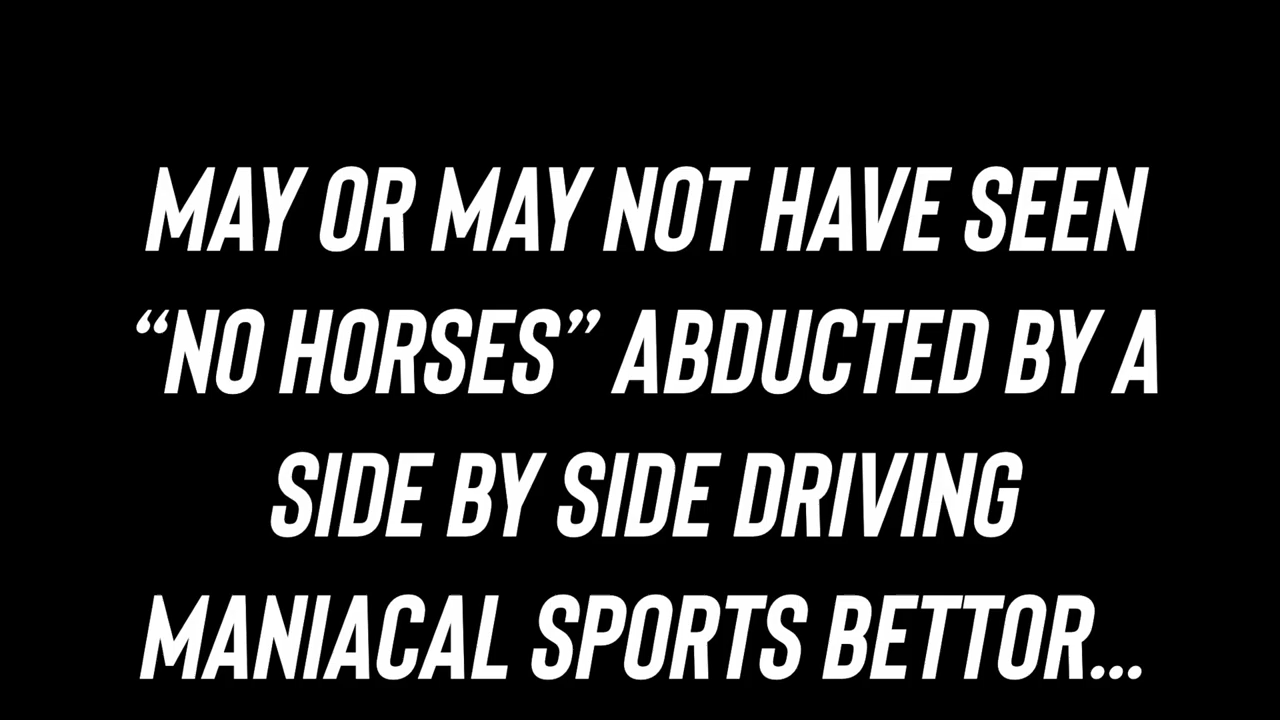 MAY OR MAY NOT HAVE SEEN
“NO HORSES” ABDUCTED BY A
SIDE BY SIDE DRIVING
MANIACAL SPORTS BETTOR...